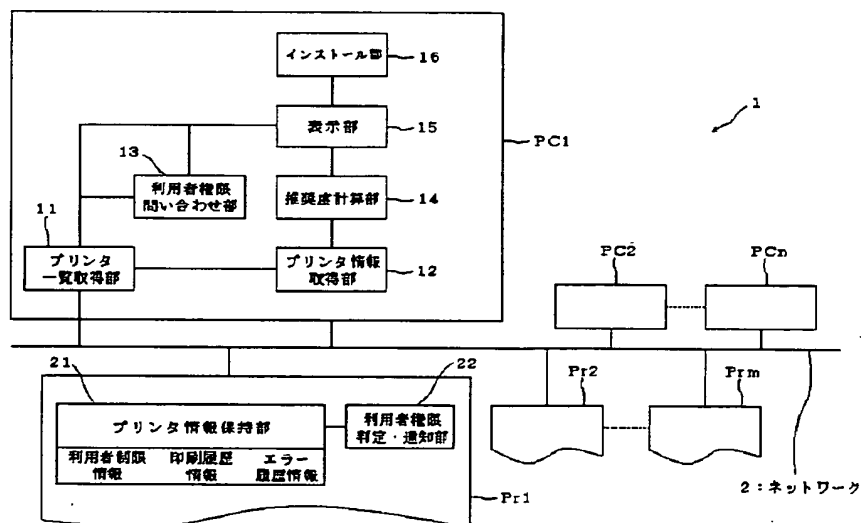 インストール部
16
1
表示部
15
PC1
13
利用者権限
問い合わせ部
推奨度計算部
14
11
プリンタ
一覧取得部
プリンタ情報
取得部
12
PC2
PCn
21
22
Pr2
Prm
プリンタ情報保持部
利用者権限
判定・通知部
利用者制限
情報
印刷履歴
情報
エラー
履歴情報
Pr1
2:ネットワーク